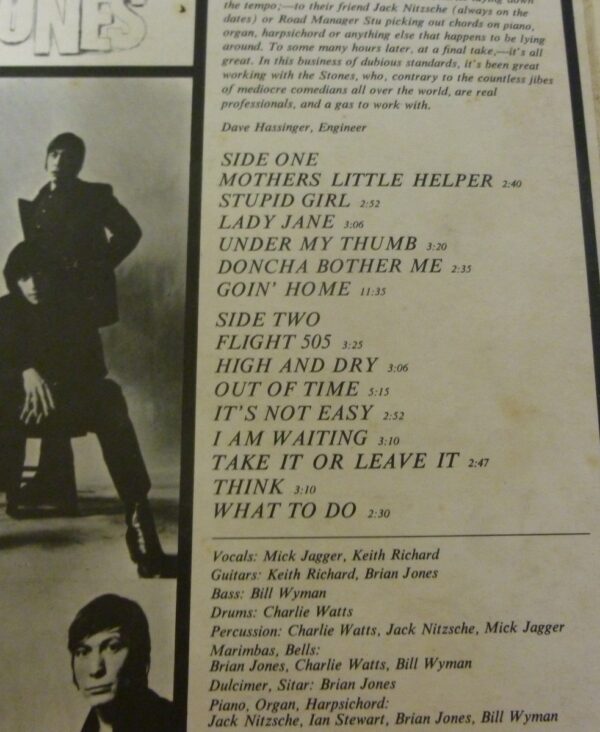 ONES
the tempo;—to their friend Jack Nitzsche (always on the
dates) or Road Manager Stu picking out chords on piano,
organ, harpsichord or anything else that happens to be lying
around. To some many hours later, at a final take,—it's all
great. In this business of dubious standards, it's been great
working with the Stones, who, contrary to the countless jibes
of mediocre comedians all over the world, are real
professionals, and a gas to work with.
Dave Hassinger, Engineer
SIDE ONE
MOTHERS LITTLE HELPER 2:40
STUPID GIRL 2:52
LADY JANE 3:06
UNDER MY THUMB 3:20
DONCHA BOTHER ME 2:35
GOIN' HOME 11:35
SIDE TWO
FLIGHT 505 3:25
HIGH AND DRY 3:06
OUT OF TIME 5:15
IT'S NOT EASY 2:52
I AM WAITING 3:10
TAKE IT OR LEAVE IT 2:47
THINK 3:10
WHAT TO DO 2:30
Vocals: Mick Jagger, Keith Richard
Guitars: Keith Richard, Brian Jones
Bass: Bill Wyman
Drums: Charlie Watts
Percussion: Charlie Watts, Jack Nitzsche, Mick Jagger
Marimbas, Bells:
Brian Jones, Charlie Watts, Bill Wyman
Dulcimer, Sitar: Brian Jones
Piano, Organ, Harpsichord:
Jack Nitzsche, Ian Stewart, Brian Jones, Bill Wyman